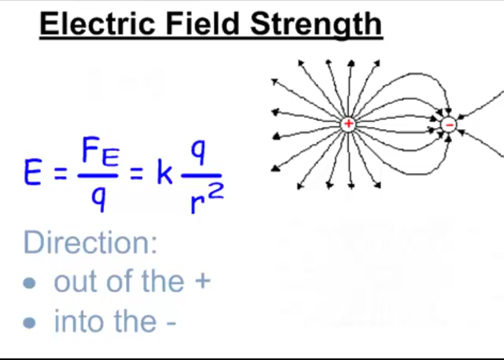 Electric Field Strength
+ -
E = F_E/q = k q/r²
Direction:
• out of the +
• into the -